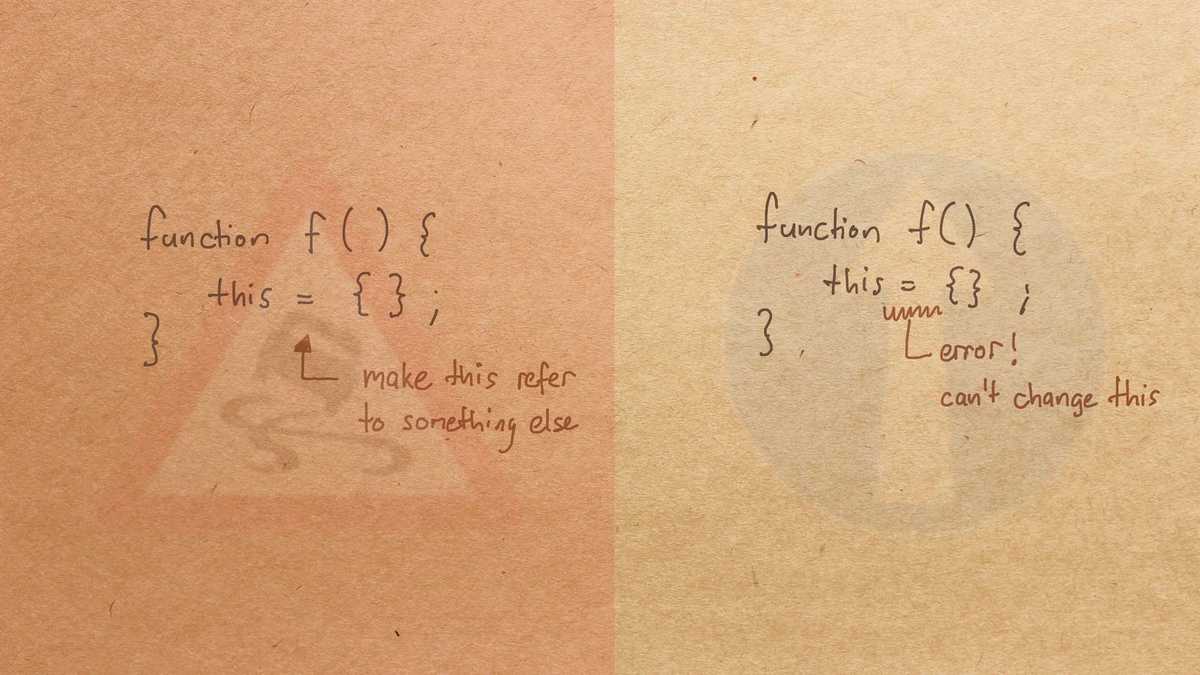 function f() {
this = {};
}
make this refer
to something else
function f() {
this = {} ;
}
error!
can't change this